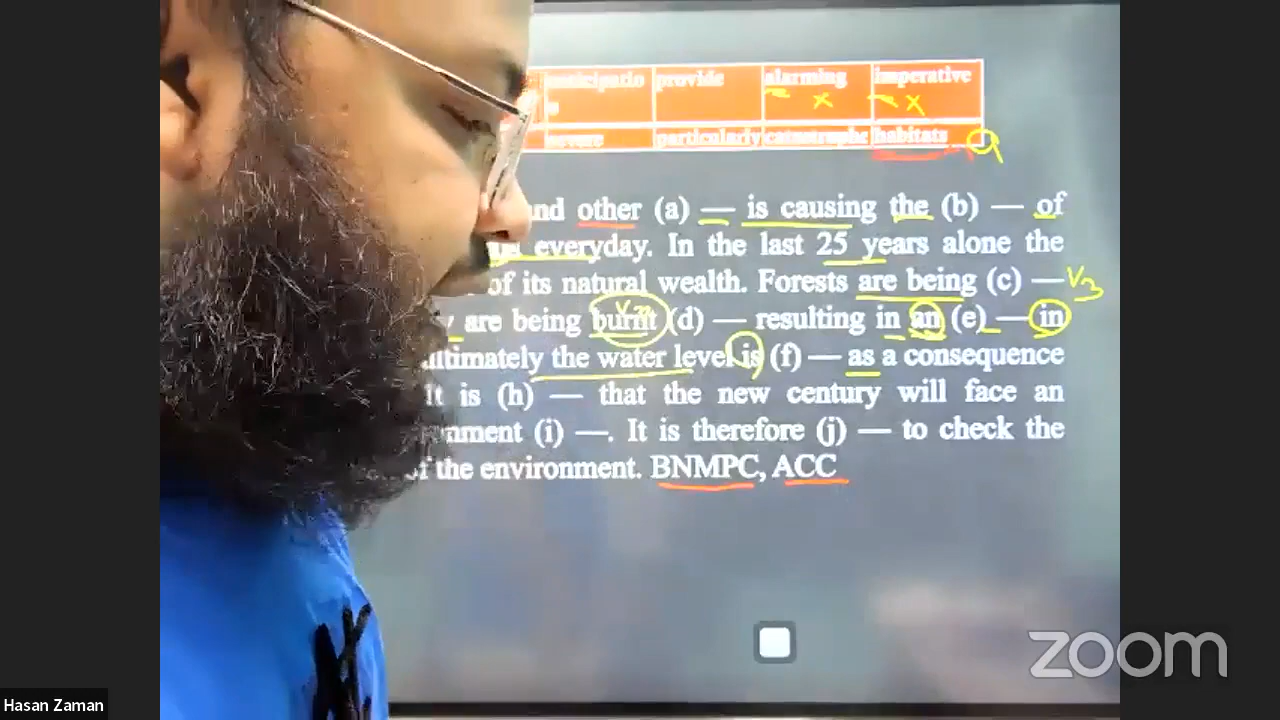 provide alarming imperative
severe particularly catastrophe habitats
and other (a) — is causing the (b) — of
everyday. In the last 25 years alone the
of its natural wealth. Forests are being (c) — V3
are being burnt (d) — resulting in an (e) — in
ultimately the water level is (f) — as a consequence
It is (h) — that the new century will face an
(i) —. It is therefore (j) — to check the
of the environment. BNMPC, ACC
zoom
Hasan Zaman